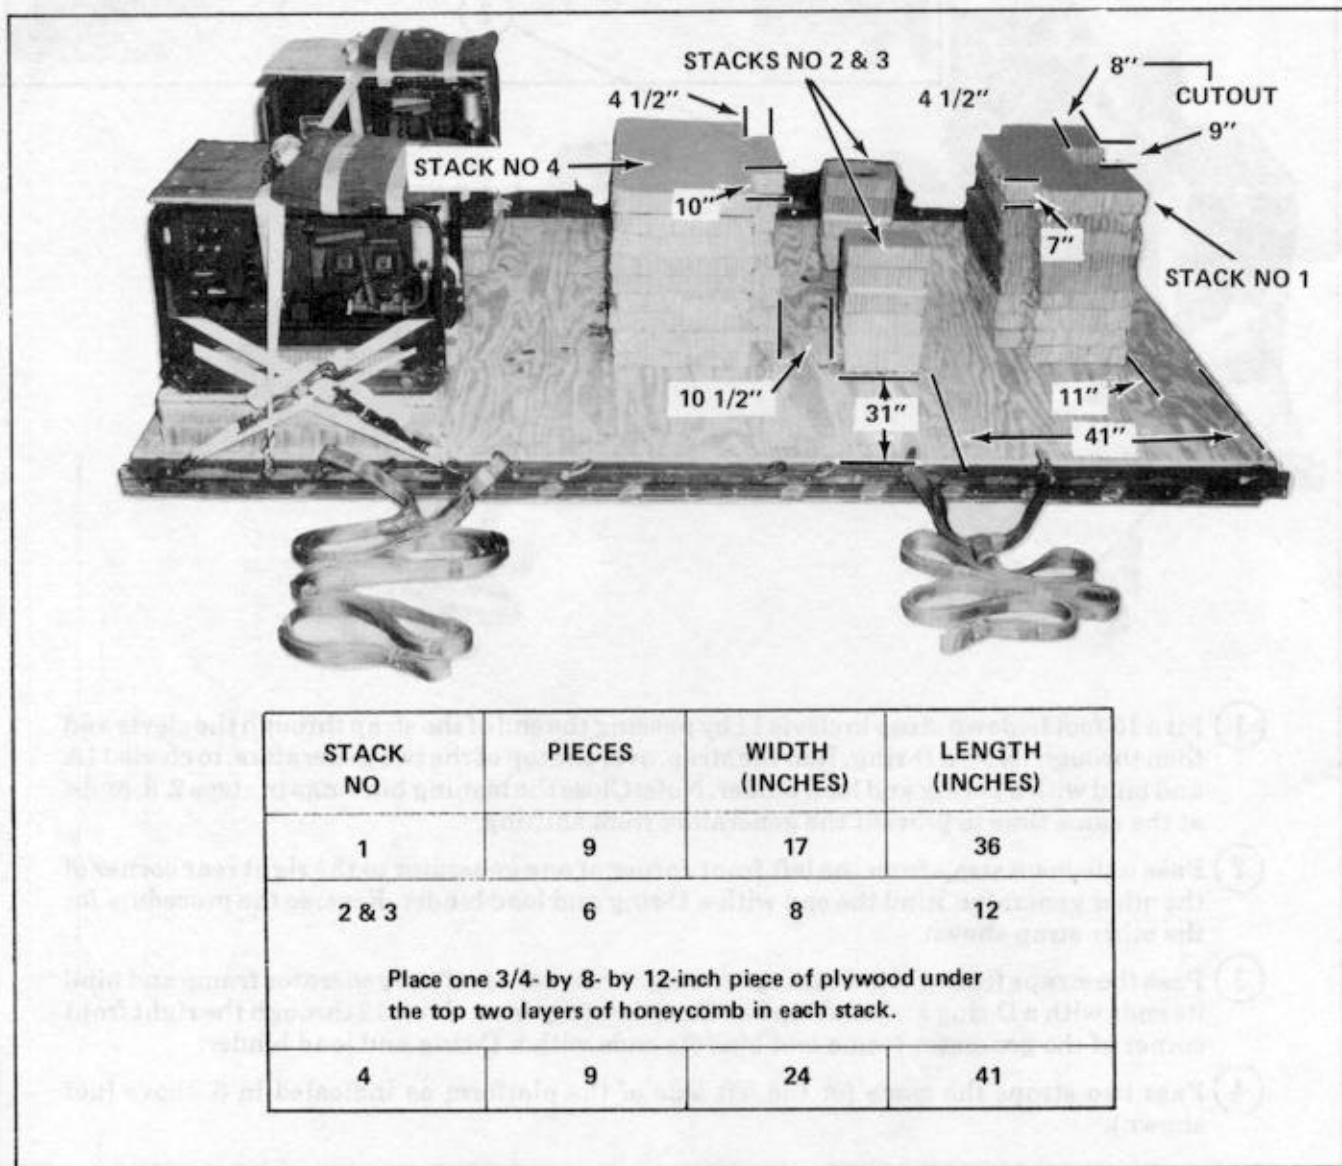 STACKS NO 2 & 3
8"
4 1/2"
4 1/2"
CUTOUT
9"
STACK NO 4
10"
7"
STACK NO 1
10 1/2"
31"
11"
41"
STACK NO PIECES WIDTH (INCHES) LENGTH (INCHES)
1 9 17 36
2 & 3 6 8 12
Place one 3/4- by 8- by 12-inch piece of plywood under
the top two layers of honeycomb in each stack.
4 9 24 41